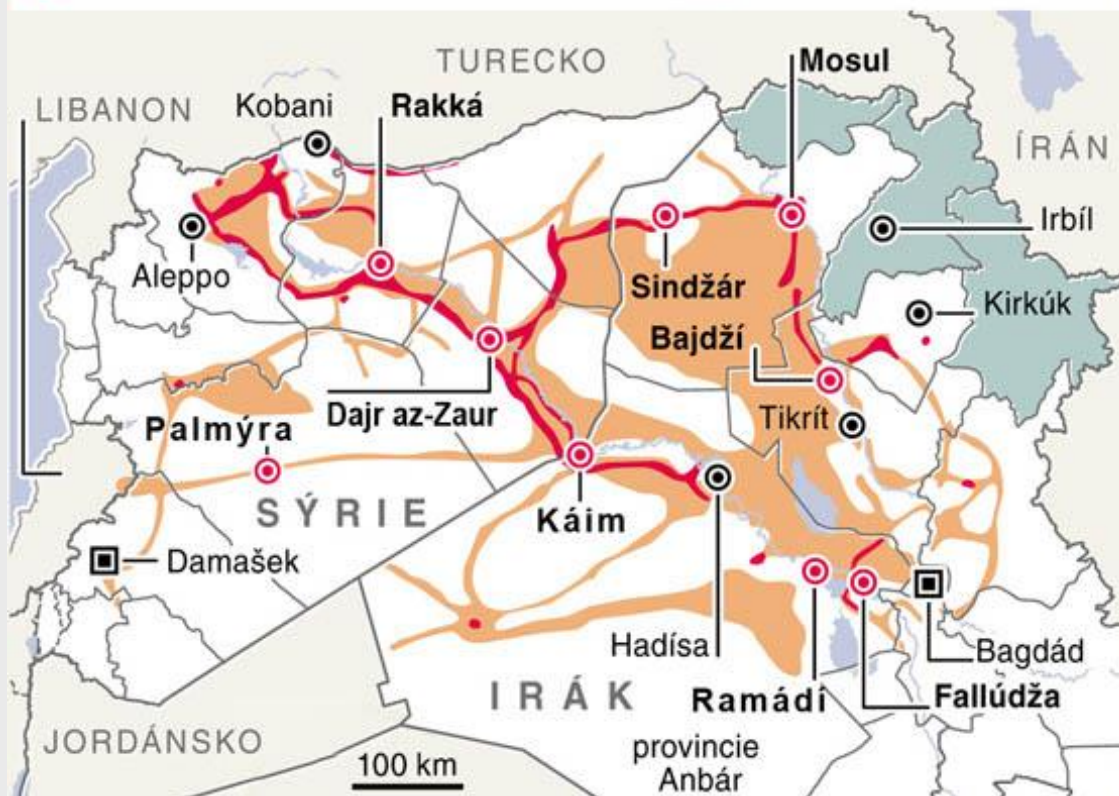 TURECKO
Mosul
LIBANON
Kobani
Rakká
ÍRÁN
Irbíl
Aleppo
Sindžár
Kirkúk
Bajdží
Dajr az-Zaur
Tikrít
Palmýra
SÝRIE
Káim
Damašek
Hadísa
Bagdád
IRÁK
Ramádí
Fallúdža
JORDÁNSKO
provincie
Anbár
100 km